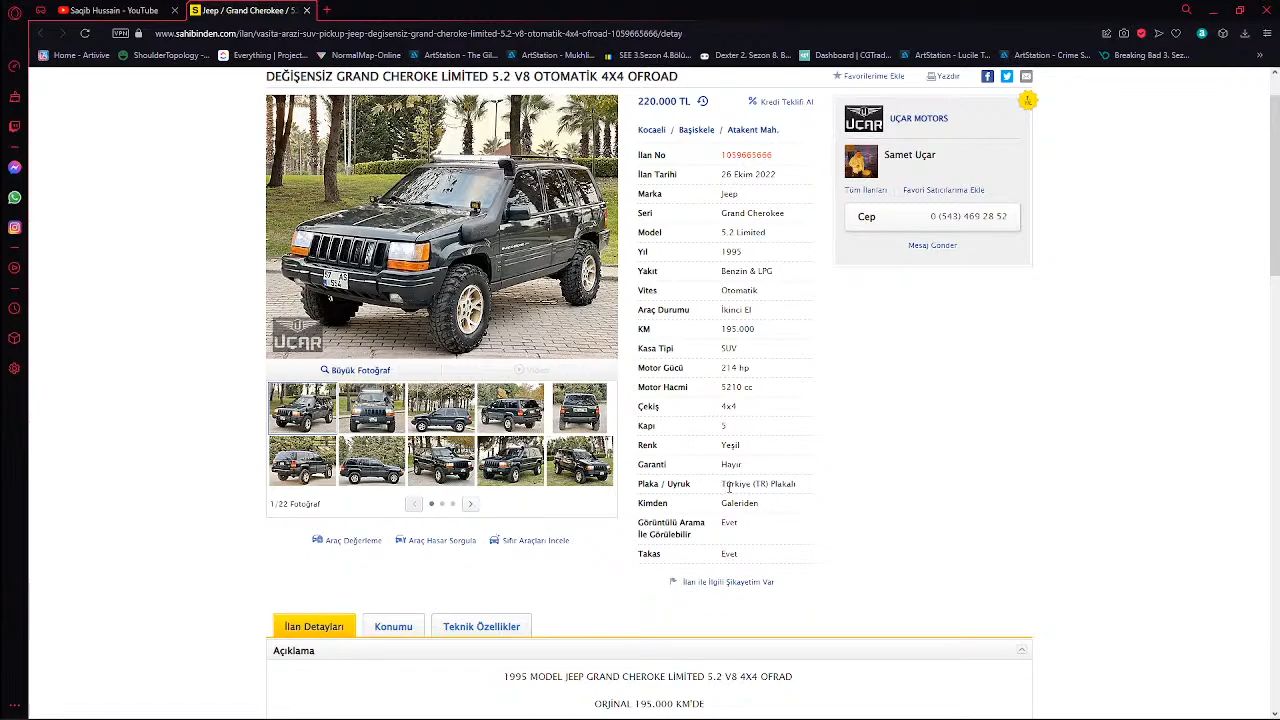 Saqib Hussain - YouTube
Jeep / Grand Cherokee / 5.
VPN
www.sahibinden.com/ilan/vasita-arazi-suv-pickup-jeep-degisensiz-grand-cherokee-limited-5.2-v8-otomatik-4x4-ofroad-1059665666/detay
Home - Artivive
ShoulderTopology -...
Everything | Project...
NormalMap-Online
ArtStation - The Gil...
ArtStation - Mukhli...
SEE 3.Sezon 4.Bölü...
Dexter 2. Sezon 8. B...
Dashboard | CGTrad...
ArtStation - Lucile T...
ArtStation - Crime S...
Breaking Bad 3. Sez...
DEĞİŞENSİZ GRAND CHEROKE LİMİTED 5.2 V8 OTOMATİK 4X4 OFROAD
Favorilerime Ekle
Yazdır
220.000 TL
Kredi Teklifi Al
Kocaeli / Başiskele / Atakent Mah.
İlan No 1059665666
İlan Tarihi 26 Ekim 2022
Marka Jeep
Seri Grand Cherokee
Model 5.2 Limited
Yıl 1995
Yakıt Benzin & LPG
Vites Otomatik
Araç Durumu İkinci El
KM 195.000
Kasa Tipi SUV
Motor Gücü 214 hp
Motor Hacmi 5210 cc
Çekiş 4x4
Kapı 5
Renk Yeşil
Garanti Hayır
Plaka / Uyruk Türkiye (TR) Plakalı
Kimden Galeriden
Görüntülü Arama Evet
İle Görülebilir
Takas Evet
İlan ile İlgili Şikayetim Var
UÇAR
UÇAR MOTORS
Samet Uçar
Tüm İlanları
Favori Satıcılarıma Ekle
Cep 0 (543) 469 28 52
Mesaj Gönder
UÇAR
Büyük Fotoğraf
Video
1/22 Fotoğraf
Araç Değerleme
Araç Hasar Sorgula
Sıfır Araçları İncele
İlan Detayları
Konumu
Teknik Özellikler
Açıklama
1995 MODEL JEEP GRAND CHEROKE LİMİTED 5.2 V8 4X4 OFRAD
ORJİNAL 195.000 KM'DE